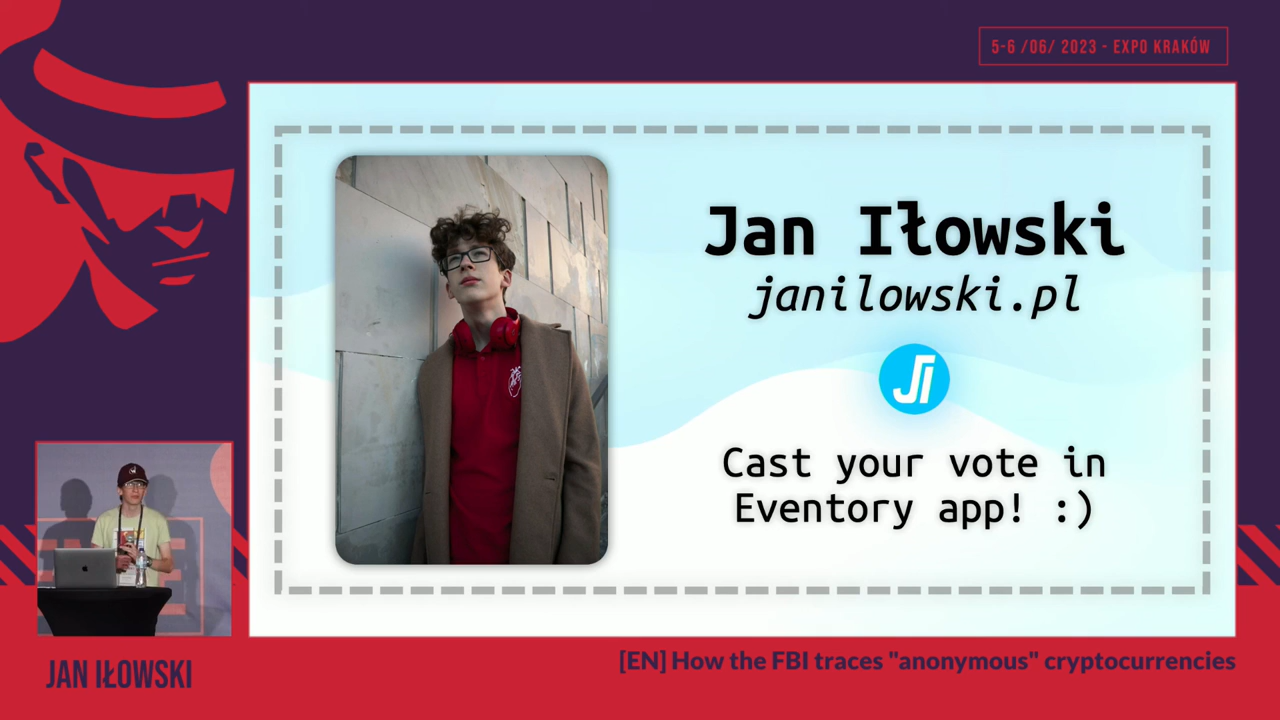 5-6 /06/ 2023 - EXPO KRAKÓW
Jan Iłowski
janilowski.pl
JI
Cast your vote in
Eventory app! :)
JAN IŁOWSKI
[EN] How the FBI traces "anonymous" cryptocurrencies